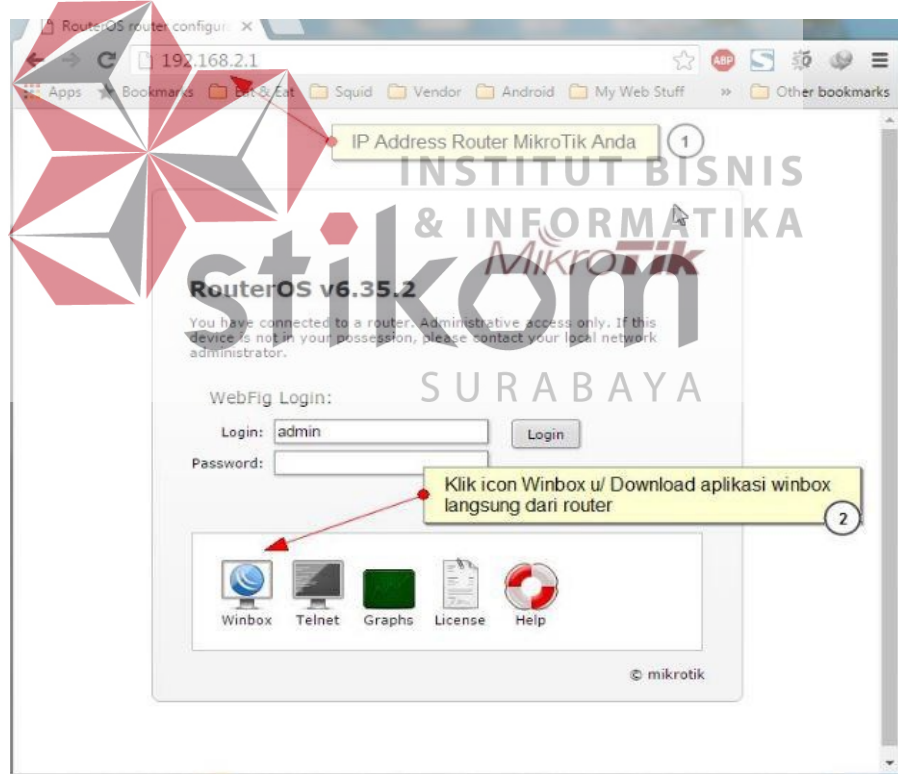 RouterOS router configur
192.168.2.1
ABP
Apps Bookmarks Eat & Eat Squid Vendor Android My Web Stuff » Other bookmarks
IP Address Router MikroTik Anda 1
INSTITUT BISNIS
& INFORMATIKA
MikroTik
stikom
RouterOS v6.35.2
You have connected to a router. Administrative access only. If this
device is not in your possession, please contact your local network
administrator.
SURABAYA
WebFig Login:
Login: admin Login
Password:
Klik icon Winbox u/ Download aplikasi winbox
langsung dari router
2
Winbox Telnet Graphs License Help
© mikrotik